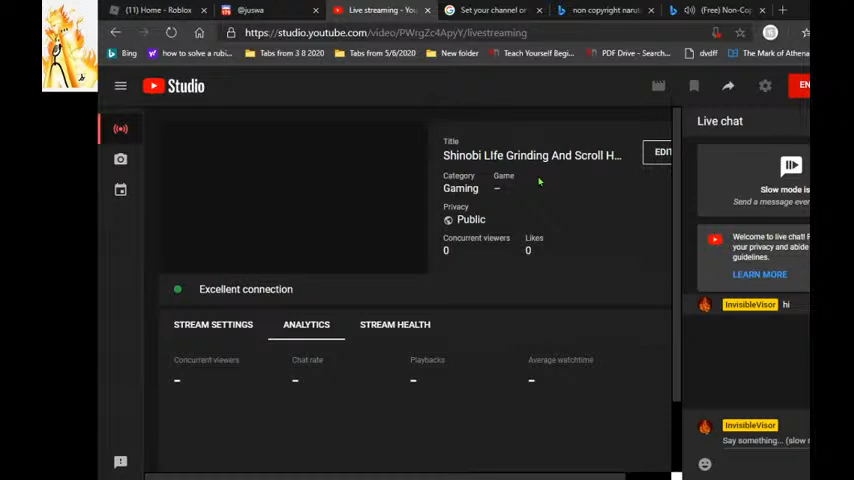 (11) Home - Roblox
@juswa
Live streaming - You
Set your channel or
non copyright narut
(Free) Non-Cop
https://studio.youtube.com/video/PWrgZc4ApyY/livestreaming
Bing
how to solve a rubi...
Tabs from 3 8 2020
Tabs from 5/6/2020
New folder
Teach Yourself Begi...
PDF Drive - Search...
dvdff
The Mark of Athena
Studio
EN
Live chat
Title
Shinobi LIfe Grinding And Scroll H...
EDIT
Category Game
Gaming –
Privacy
Public
Concurrent viewers Likes
0 0
Slow mode is
Send a message ever
Welcome to live chat! R
your privacy and abide
guidelines.
LEARN MORE
InvisibleVisor hi
Excellent connection
STREAM SETTINGS ANALYTICS STREAM HEALTH
Concurrent viewers Chat rate Playbacks Average watchtime
– – – –
InvisibleVisor
Say something... (slow m